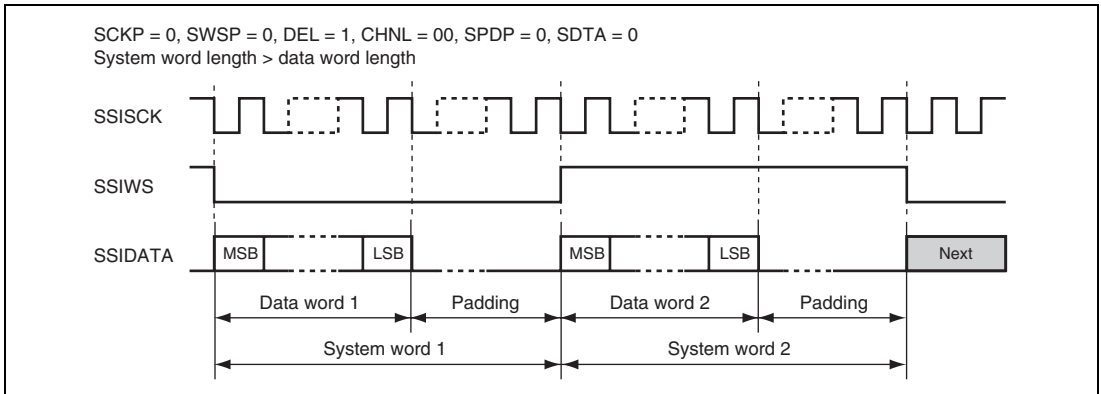 SCKP = 0, SWSP = 0, DEL = 1, CHNL = 00, SPDP = 0, SDTA = 0
System word length > data word length
SSISCK
SSIWS
SSIDATA MSB LSB MSB LSB Next
Data word 1 Padding Data word 2 Padding
System word 1 System word 2